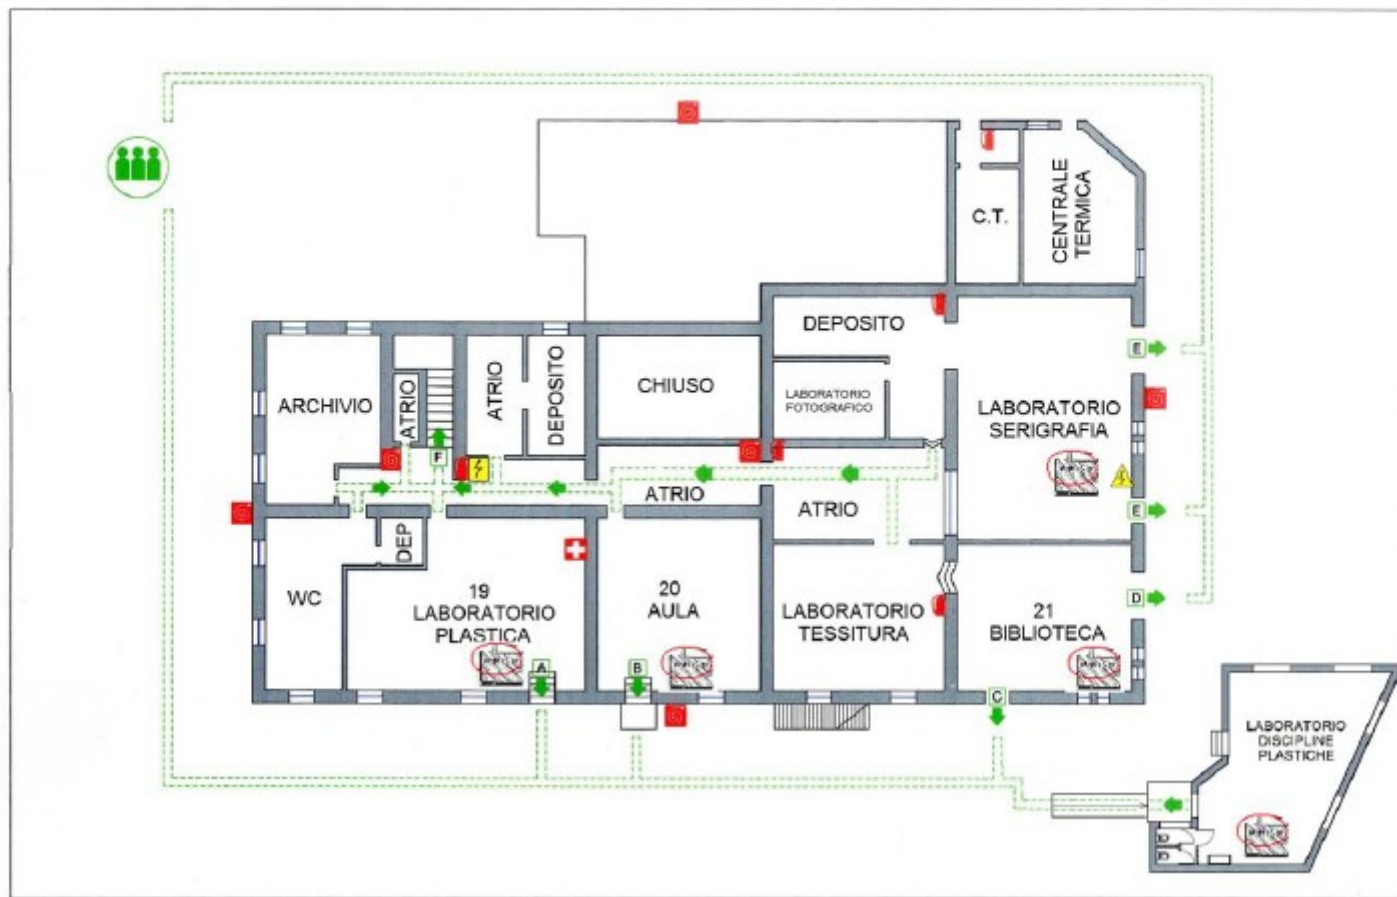 C.T.
CENTRALE
TERMICA
DEPOSITO
E
ARCHIVIO
ATRIO
ATRIO
DEPOSITO
CHIUSO
LABORATORIO
FOTOGRAFICO
LABORATORIO
SERIGRAFIA
F
ATRIO
ATRIO
E
WC
DEP
19
LABORATORIO
PLASTICA
20
AULA
LABORATORIO
TESSITURA
21
BIBLIOTECA
D
A
B
C
LABORATORIO
DISCIPLINE
PLASTICHE